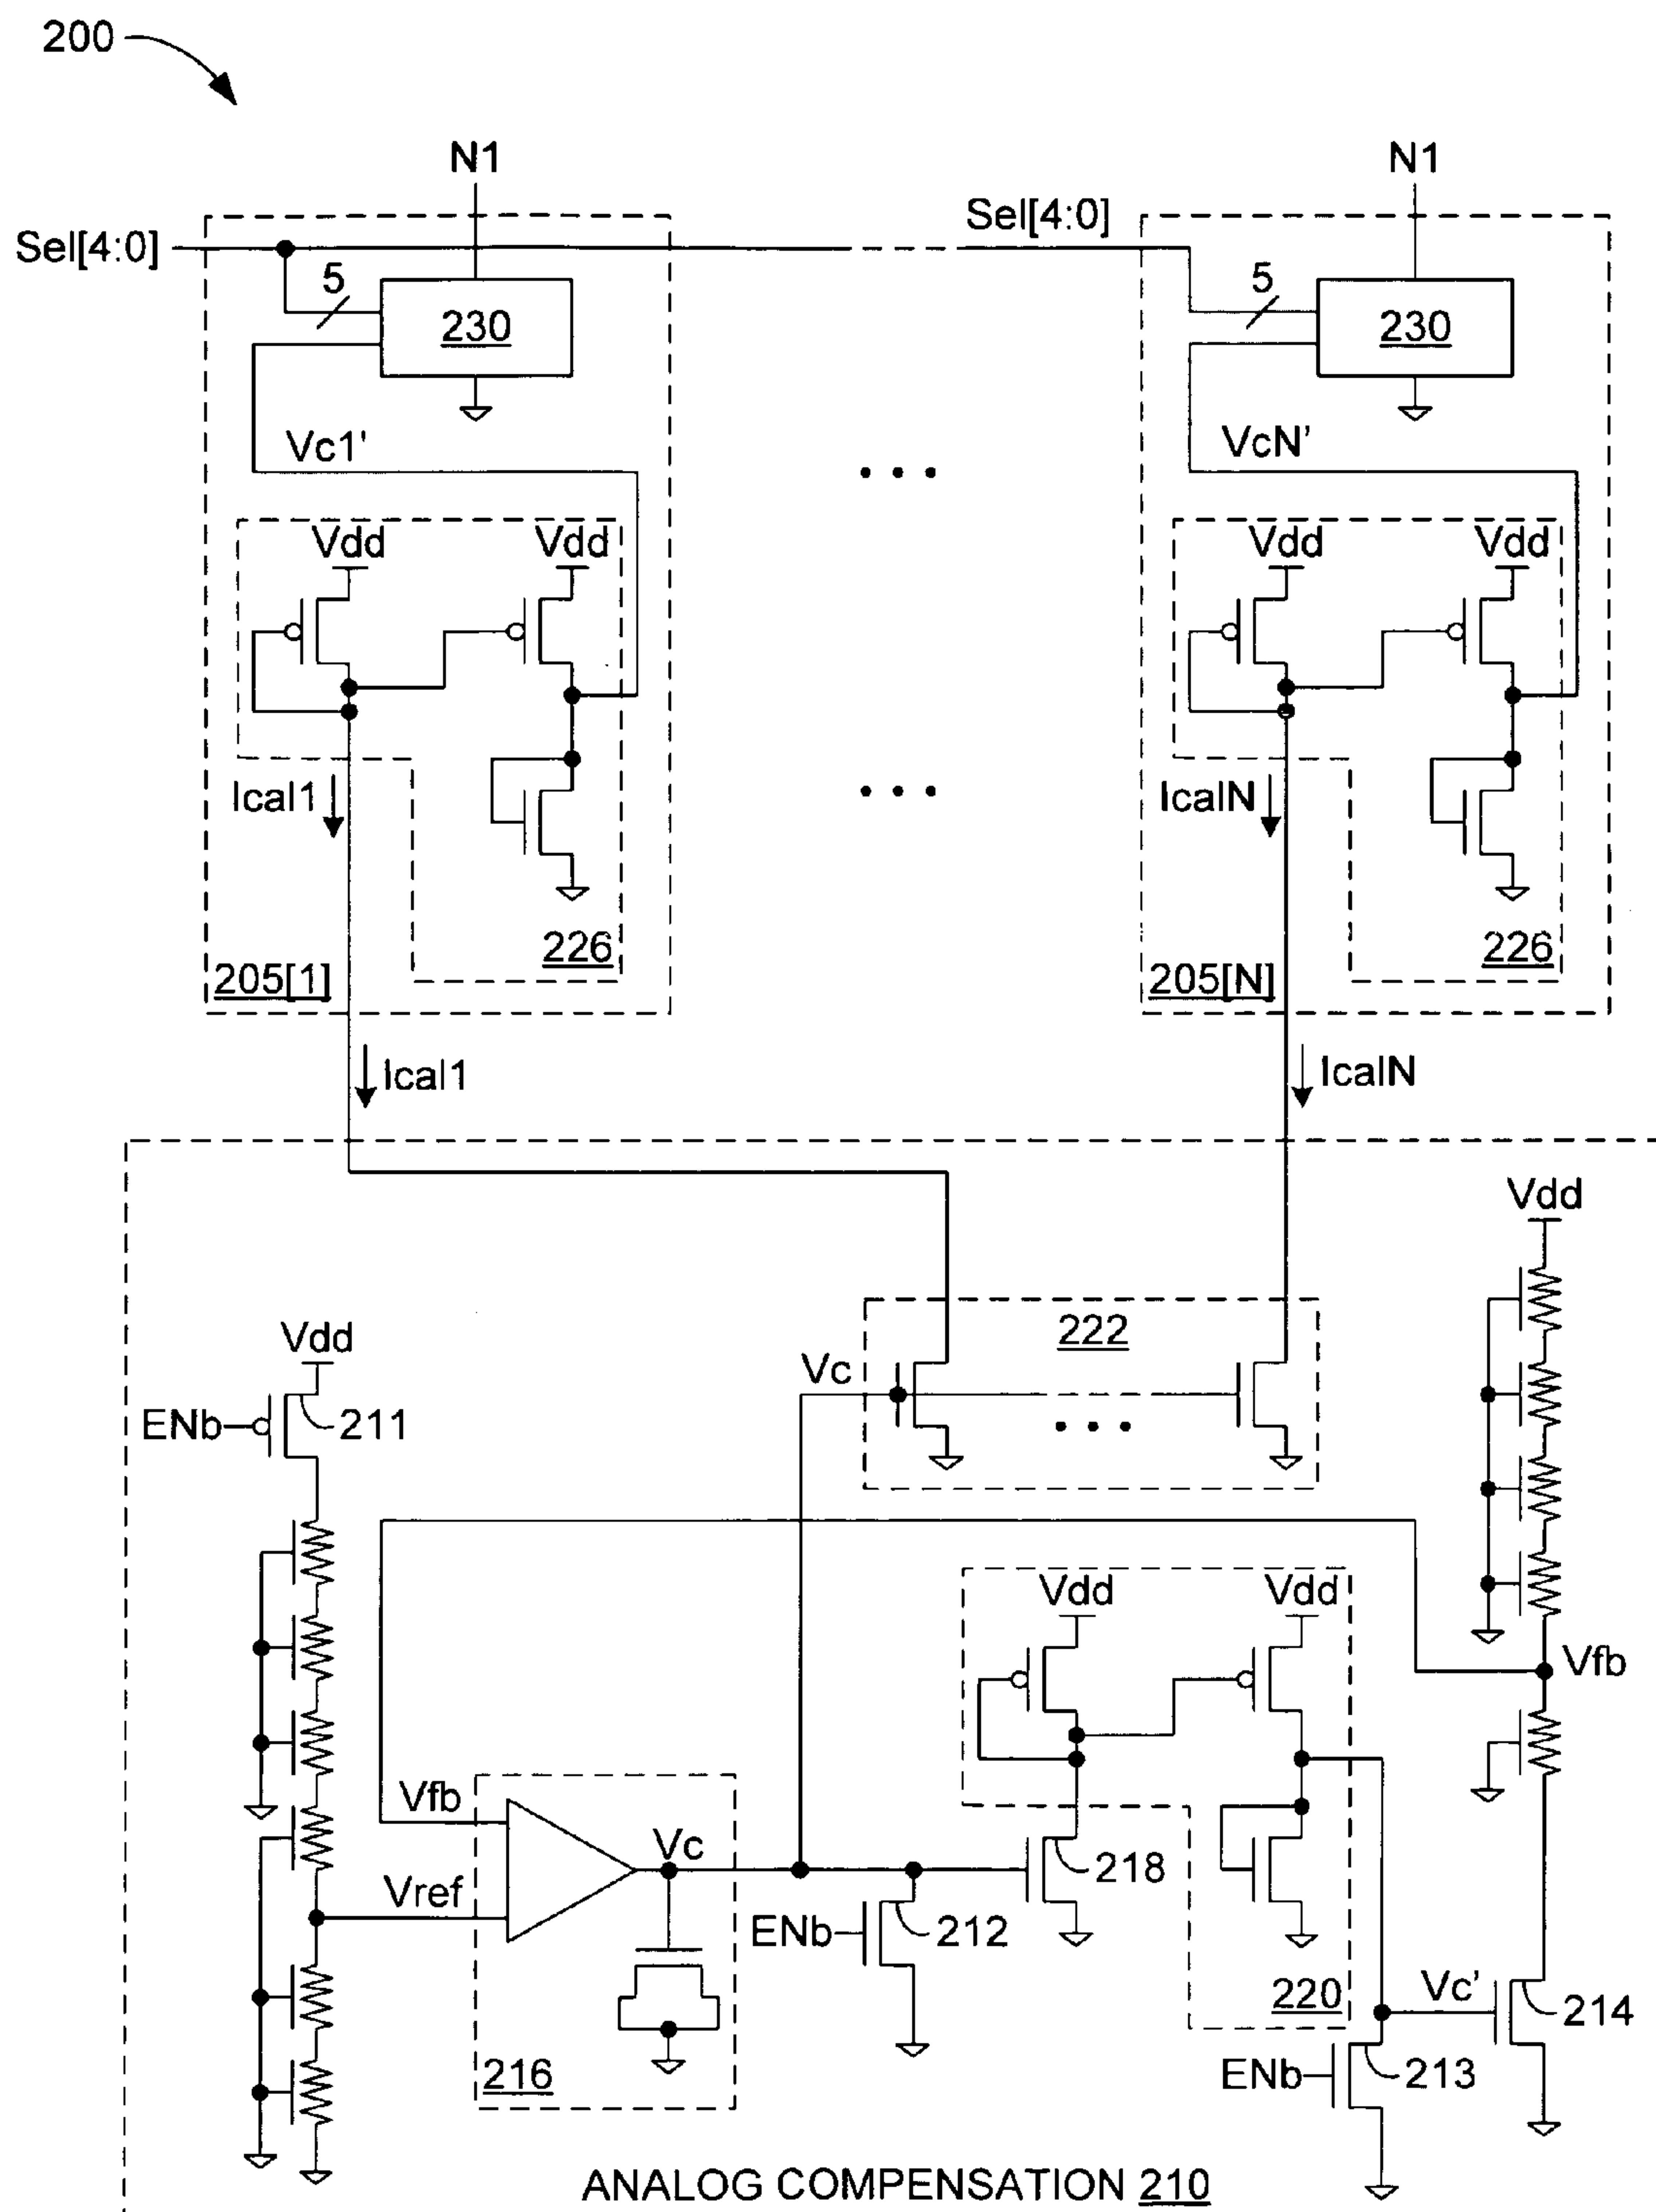 200
N1
N1
Sel[4:0]
Sel[4:0]
5
5
230
230
Vc1'
VcN'
Vdd
Vdd
Vdd
Vdd
Ical1
IcalN
226
226
205[1]
205[N]
Ical1
IcalN
Vdd
222
Vdd
Vc
ENb
211
Vdd
Vdd
Vfb
Vfb
Vc
218
Vref
ENb
212
220
Vc'
214
216
ENb
213
ANALOG COMPENSATION 210